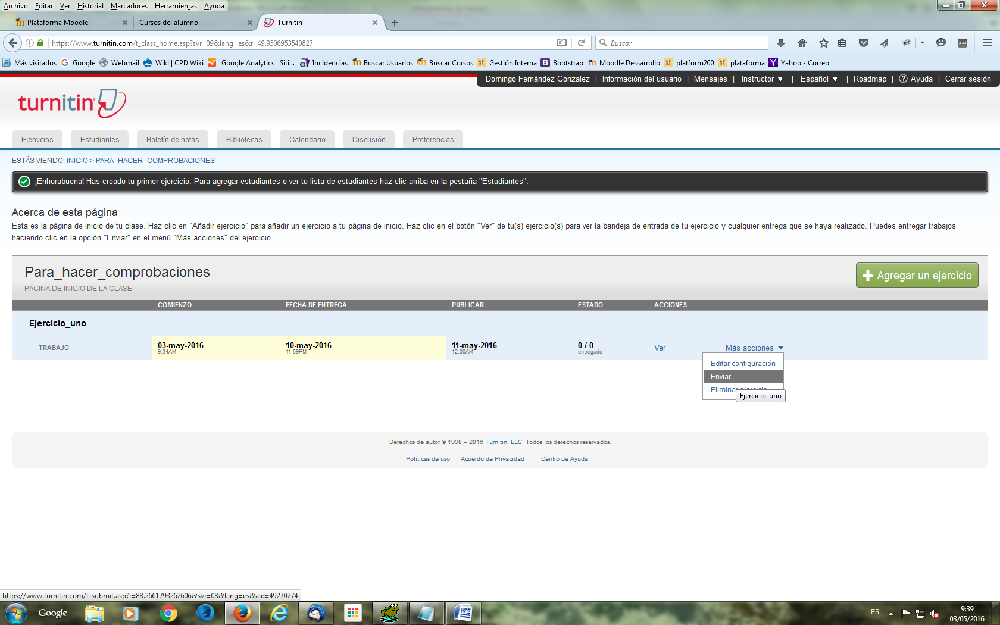 Archivo Editar Ver Historial Marcadores Herramientas Ayuda
Plataforma Moodle
Cursos del alumno
Turnitin
https://www.turnitin.com/t_class_home.asp?svr=09&lang=es&r=49.9506953540827
Buscar
Más visitados Google Webmail Wiki | CPD Wiki Google Analytics | Siti... Incidencias Buscar Usuarios Buscar Cursos Gestión Interna Bootstrap Moodle Dessarrollo platform200 plataforma Yahoo - Correo
Domingo Fernández Gonzalez | Información del usuario | Mensajes | Instructor ▼ | Español ▼ | Roadmap | ? Ayuda | Cerrar sesión
turnitin
Ejercicios Estudiantes Boletín de notas Bibliotecas Calendario Discusión Preferencias
ESTÁS VIENDO: INICIO > PARA_HACER_COMPROBACIONES
¡Enhorabuena! Has creado tu primer ejercicio. Para agregar estudiantes o ver tu lista de estudiantes haz clic arriba en la pestaña "Estudiantes".
Acerca de esta página
Esta es la página de inicio de tu clase. Haz clic en "Añadir ejercicio" para añadir un ejercicio a tu página de inicio. Haz clic en el botón "Ver" de tu(s) ejercicio(s) para ver la bandeja de entrada de tu ejercicio y cualquier entrega que se haya realizado. Puedes entregar trabajos
haciendo clic en la opción "Enviar" en el menú "Más acciones" del ejercicio.
Para_hacer_comprobaciones
PÁGINA DE INICIO DE LA CLASE
Agregar un ejercicio
COMIENZO FECHA DE ENTREGA PUBLICAR ESTADO ACCIONES
Ejercicio_uno
TRABAJO
03-may-2016
9:34AM
10-may-2016
11:59PM
11-may-2016
12:00AM
0 / 0
entregado
Ver
Más acciones
Editar configuración
Enviar
Eliminar ejercicio
Ejercicio_uno
Derechos de autor © 1998 – 2016 Turnitin, LLC. Todos los derechos reservados.
Políticas de uso Acuerdo de Privacidad Centro de Ayuda
https://www.turnitin.com/t_submit.asp?r=88.2661793262606&svr=08&lang=es&aid=49270274
Google
ES
9:39
03/05/2016